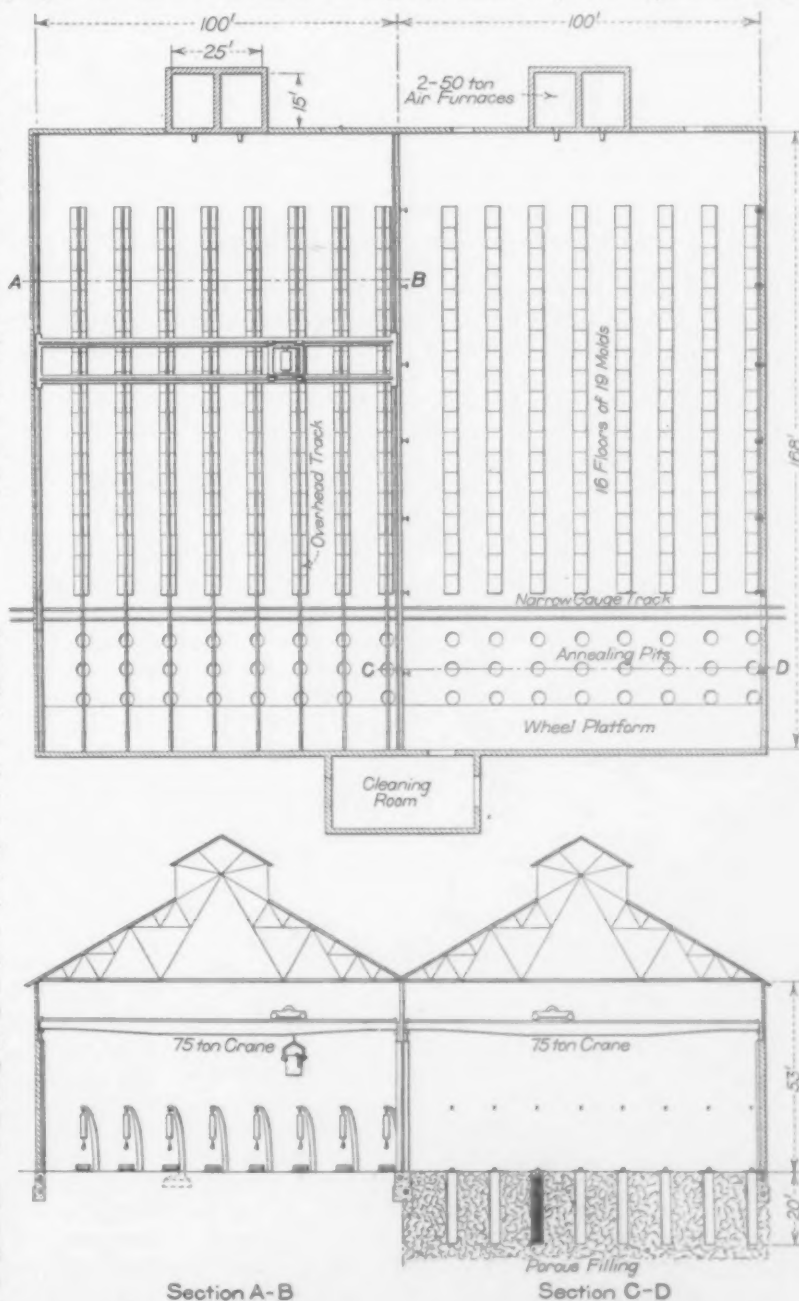 100'
100'
25'
15'
2-50 ton
Air Furnaces
A
B
Overhead Track
16 Floors of 19 Molds
168'
Narrow Gauge Track
C
Annealing Pits
D
Wheel Platform
Cleaning
Room
75 ton Crane
75 ton Crane
53'
20'
Porous Filling
Section A-B
Section C-D